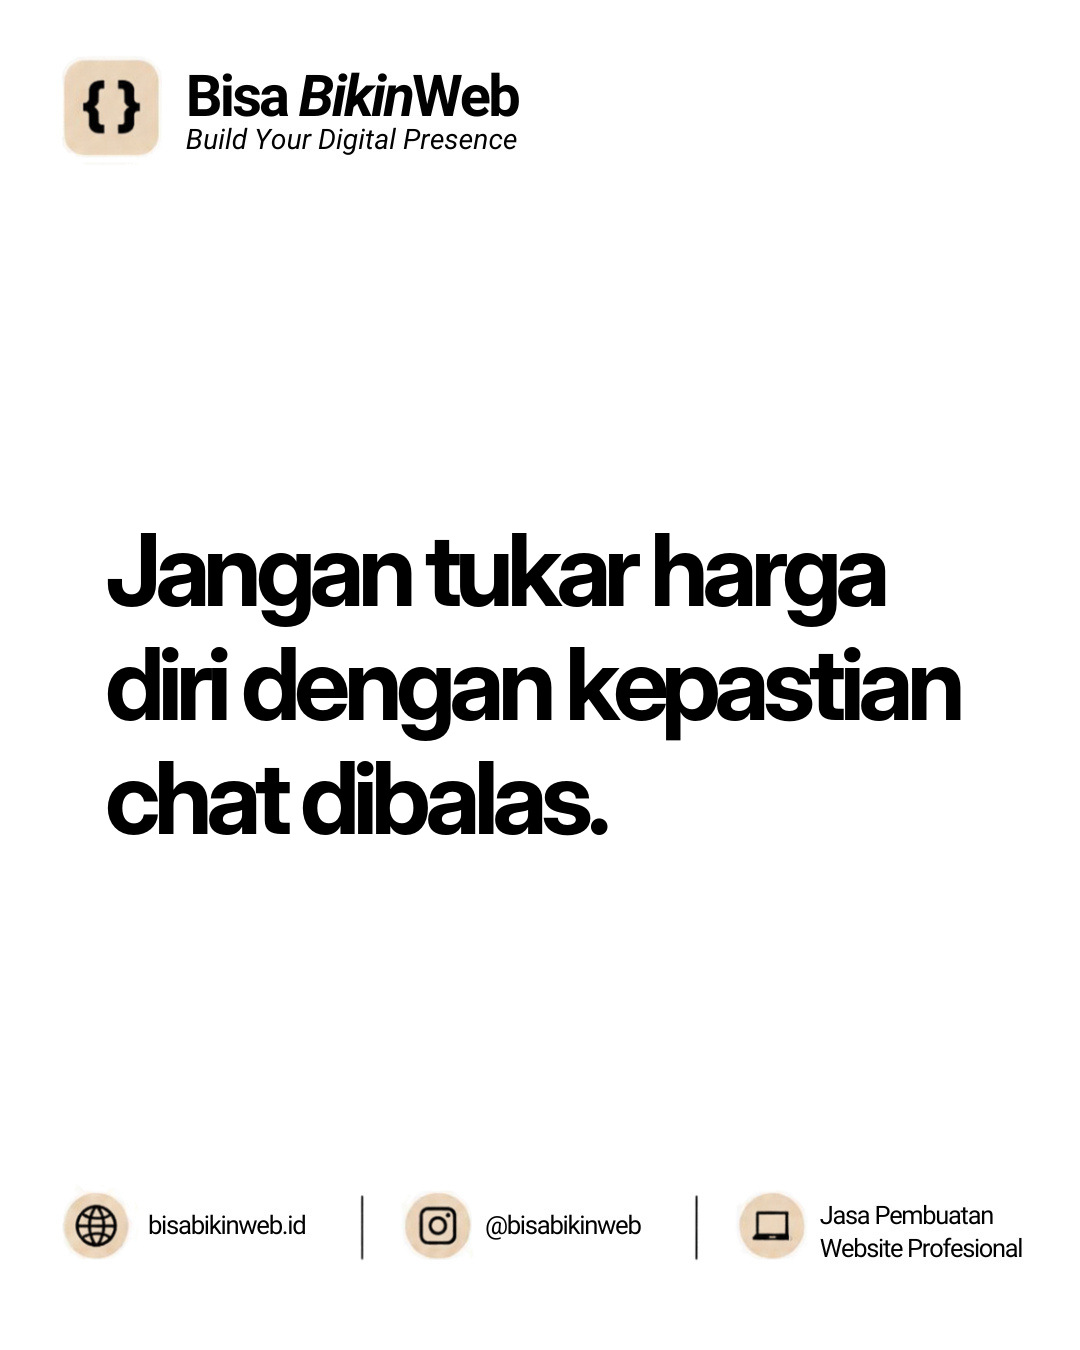 { }
Bisa BikinWeb
Build Your Digital Presence
Jangan tukar harga
diri dengan kepastian
chat dibalas.
bisabikinweb.id
@bisabikinweb
Jasa Pembuatan
Website Profesional